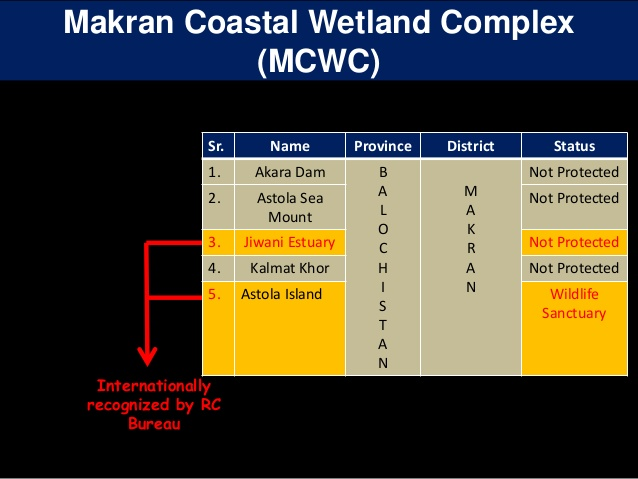 Makran Coastal Wetland Complex
(MCWC)
Sr. Name Province District Status
1. Akara Dam Not Protected
2. Astola Sea Mount Not Protected
3. Jiwani Estuary Not Protected
4. Kalmat Khor Not Protected
5. Astola Island Wildlife Sanctuary
B
A
L
O
C
H
I
S
T
A
N
M
A
K
R
A
N
Internationally
recognized by RC
Bureau